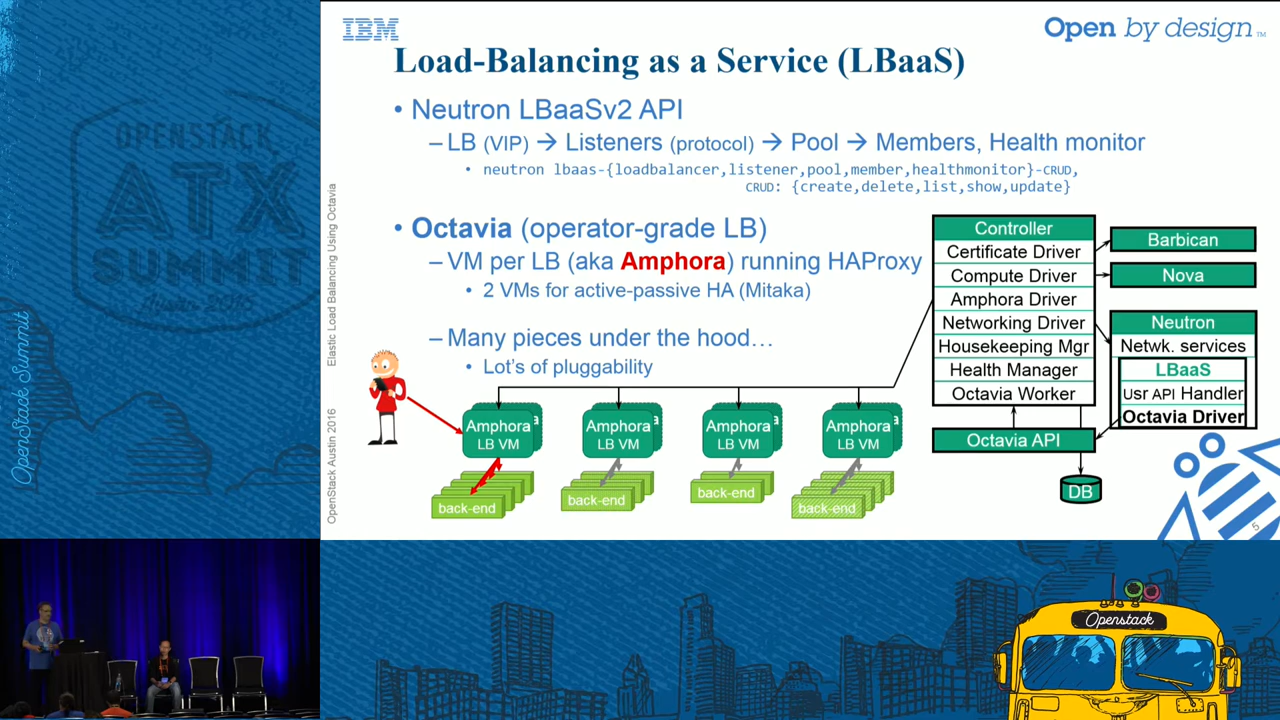 IBM
Open by design™
Load-Balancing as a Service (LBaaS)
• Neutron LBaaSv2 API
– LB (VIP) → Listeners (protocol) → Pool → Members, Health monitor
• neutron lbaas-{loadbalancer,listener,pool,member,healthmonitor}-CRUD,
CRUD: {create,delete,list,show,update}
• Octavia (operator-grade LB)
– VM per LB (aka Amphora) running HAProxy
• 2 VMs for active-passive HA (Mitaka)
– Many pieces under the hood…
• Lot's of pluggability
Controller
Certificate Driver
Compute Driver
Amphora Driver
Networking Driver
Housekeeping Mgr
Health Manager
Octavia Worker
Octavia API
DB
Barbican
Nova
Neutron
Netwk. services
LBaaS
Usr API Handler
Octavia Driver
Amphora
LB VM
Amphora
LB VM
Amphora
LB VM
Amphora
LB VM
back-end
back-end
back-end
back-end
5
Elastic Load Balancing Using Octavia
OpenStack Austin 2016
OpenStack Summit
OPENSTACK
ATX
SUMMIT
Openstack